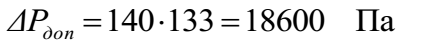 ΔP_доп = 140·133 = 18600 Па